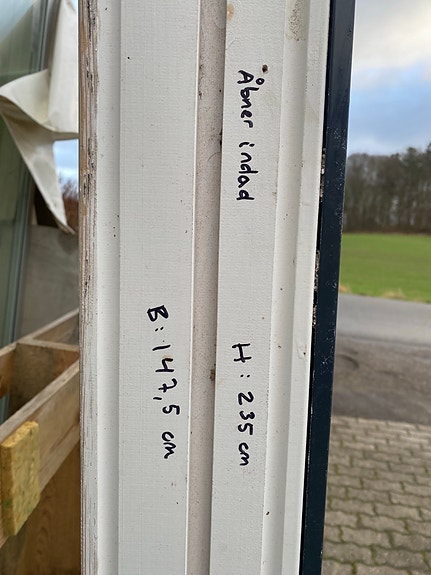 Åbner indad
H: 235 cm
B: 147,5 cm